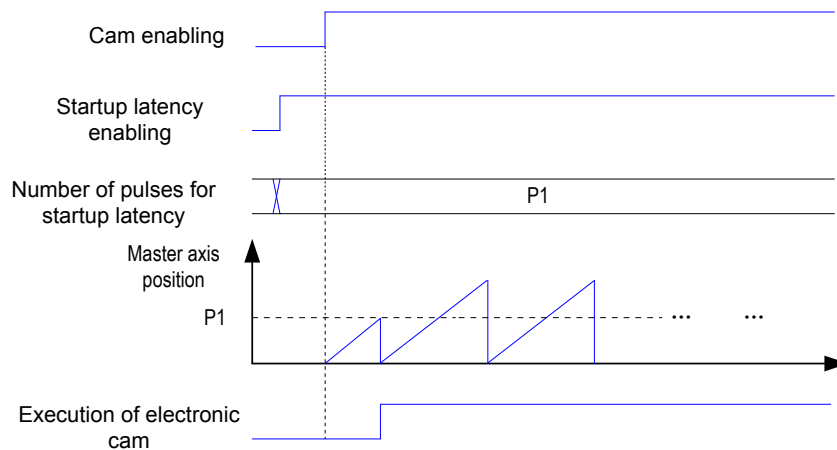 Cam enabling
Startup latency
enabling
Number of pulses for
startup latency
P1
Master axis
position
P1
... ...
Execution of electronic
cam